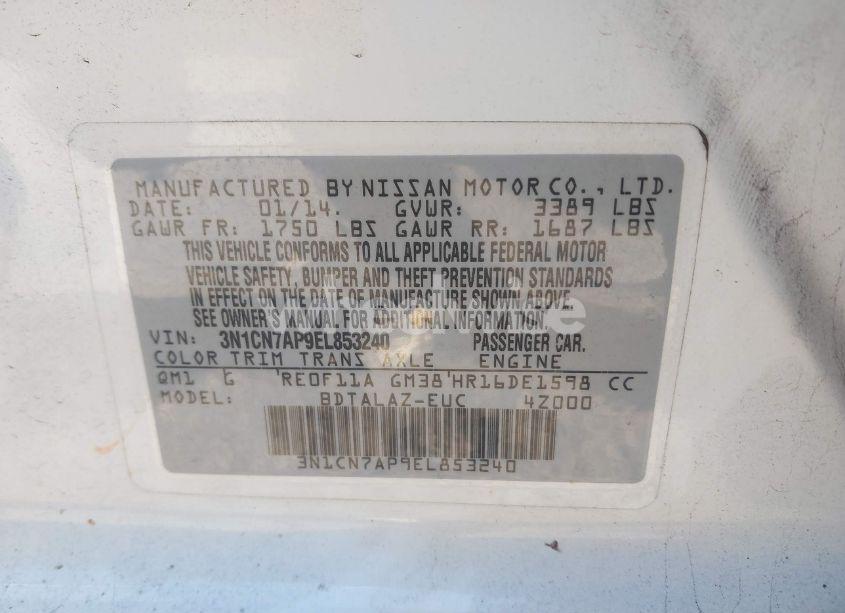 MANUFACTURED BY NISSAN MOTOR CO., LTD.
DATE: 01/14. GVWR: 3389 LBS
GAWR FR: 1750 LBS GAWR RR: 1687 LBS
THIS VEHICLE CONFORMS TO ALL APPLICABLE FEDERAL MOTOR
VEHICLE SAFETY, BUMPER AND THEFT PREVENTION STANDARDS
IN EFFECT ON THE DATE OF MANUFACTURE SHOWN ABOVE.
SEE OWNER'S MANUAL FOR ADDITIONAL INFORMATION.
VIN: 3N1CN7AP9EL853240 PASSENGER CAR.
COLOR TRIM TRANS AXLE ENGINE
QM1 G 'RE0F11A GM38'HR16DE1598 CC
MODEL: BDTALAZ-EUC 4Z000
3N1CN7AP9EL853240